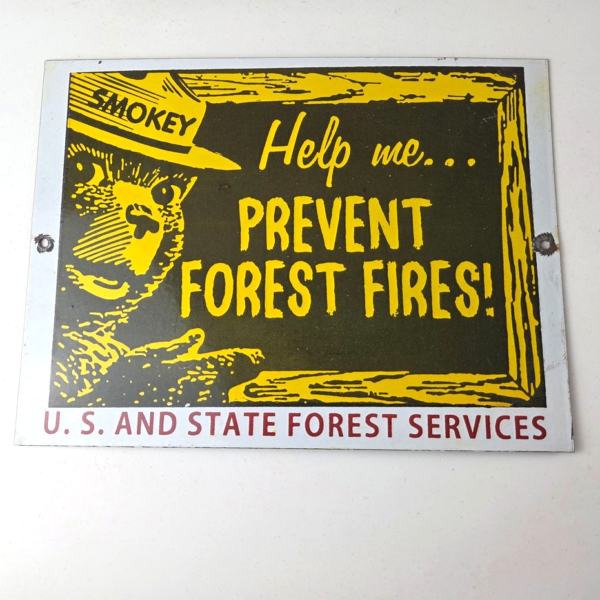 SMOKEY
Help me...
PREVENT
FOREST FIRES!
U. S. AND STATE FOREST SERVICES